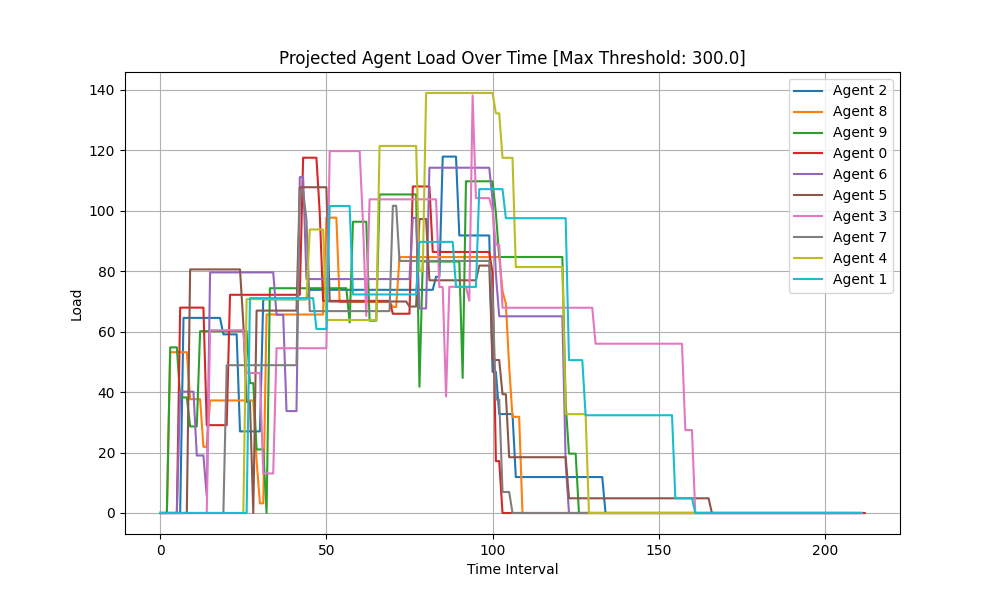 Projected Agent Load Over Time [Max Threshold: 300.0]
Load
140
120
100
80
60
40
20
0
0 50 100 150 200
Time Interval
Agent 2
Agent 8
Agent 9
Agent 0
Agent 6
Agent 5
Agent 3
Agent 7
Agent 4
Agent 1